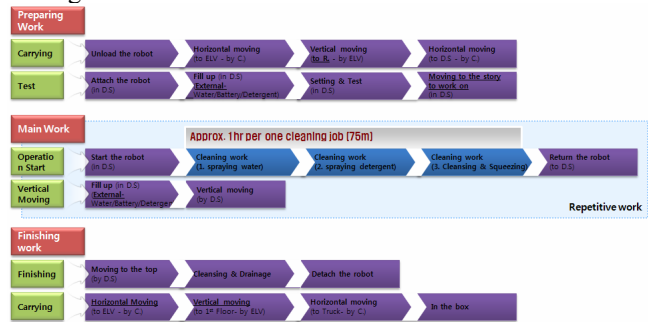 Preparing
Work
Carrying
Unload the robot
Horizontal moving
(to ELV - by C.)
Vertical moving
(to R. - by ELV)
Horizontal moving
(to D.S - by C.)
Test
Attach the robot
(in D.S)
Fill up (in D.S)
(External-
Water/Battery/Detergent)
Setting & Test
(in D.S)
Moving to the story
to work on
(in D.S)
Main Work
Approx. 1hr per one cleaning job [75m]
Operatio
n Start
Start the robot
(in D.S)
Cleaning work
(1. spraying water)
Cleaning work
(2. spraying detergent)
Cleaning work
(3. Cleansing & Squeezing)
Return the robot
(to D.S)
Vertical
Moving
Fill up (in D.S)
(External-
Water/Battery/Detergen
Vertical moving
(by D.S)
Repetitive work
Finishing
work
Finishing
Moving to the top
(by D.S)
Cleansing & Drainage
Detach the robot
Carrying
Horizontal Moving
(to ELV - by C.)
Vertical moving
(to 1st Floor- by ELV)
Horizontal moving
(to Truck- by C.)
In the box